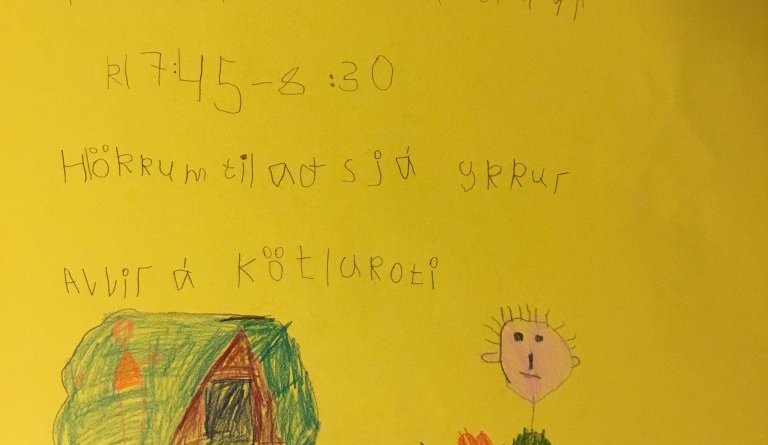 kl 7:45-8:30
Hlökkum til að sjá ykkur
Allir á Kötlukoti